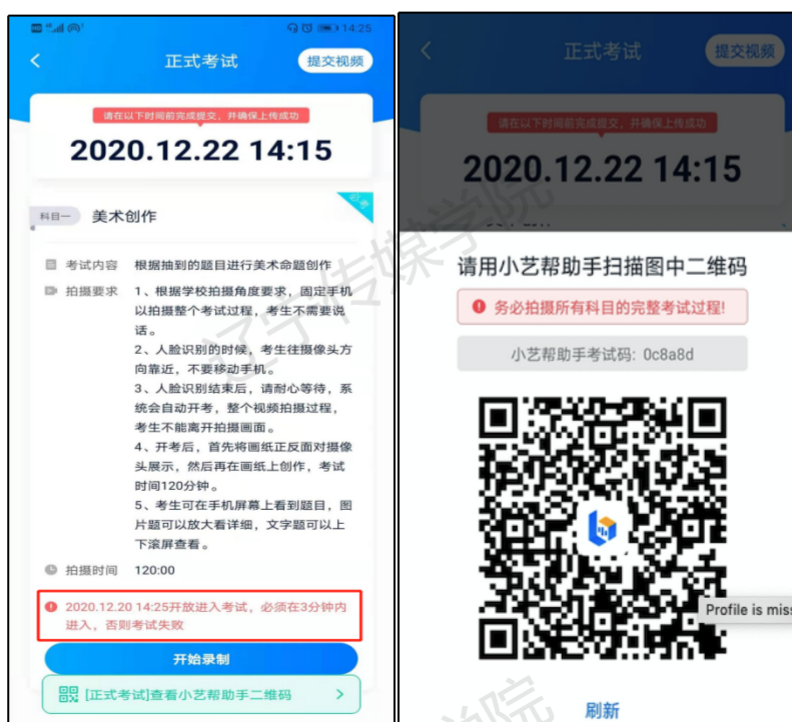 14:25
正式考试
提交视频
请在以下时间前完成提交，并确保上传成功
2020.12.22 14:15
必考
科目一 美术创作
考试内容 根据抽到的题目进行美术命题创作
拍摄要求 1、根据学校拍摄角度要求，固定手机
以拍摄整个考试过程，考生不需要说
话。
2、人脸识别的时候，考生往摄像头方
向靠近，不要移动手机。
3、人脸识别结束后，请耐心等待，系
统会自动开考，整个视频拍摄过程，
考生不能离开拍摄画面。
4、开考后，首先将画纸正反面对摄像
头展示，然后再在画纸上创作，考试
时间120分钟。
5、考生可在手机屏幕上看到题目，图
片题可以放大看详细，文字题可以上
下滚屏查看。
拍摄时间 120:00
2020.12.20 14:25开放进入考试，必须在3分钟内
进入，否则考试失败
开始录制
[正式考试]查看小艺帮助手二维码
正式考试
提交视频
请在以下时间前完成提交，并确保上传成功
2020.12.22 14:15
请用小艺帮助手扫描图中二维码
务必拍摄所有科目的完整考试过程!
小艺帮助手考试码: 0c8a8d
Profile is miss
刷新
辽宁传媒学院